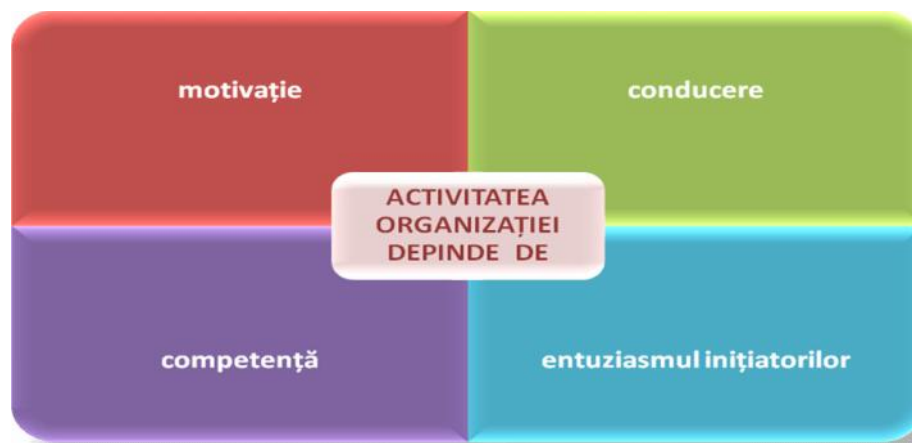 motivație
conducere
ACTIVITATEA
ORGANIZAȚIEI
DEPINDE DE
competență
entuziasmul inițiatorilor